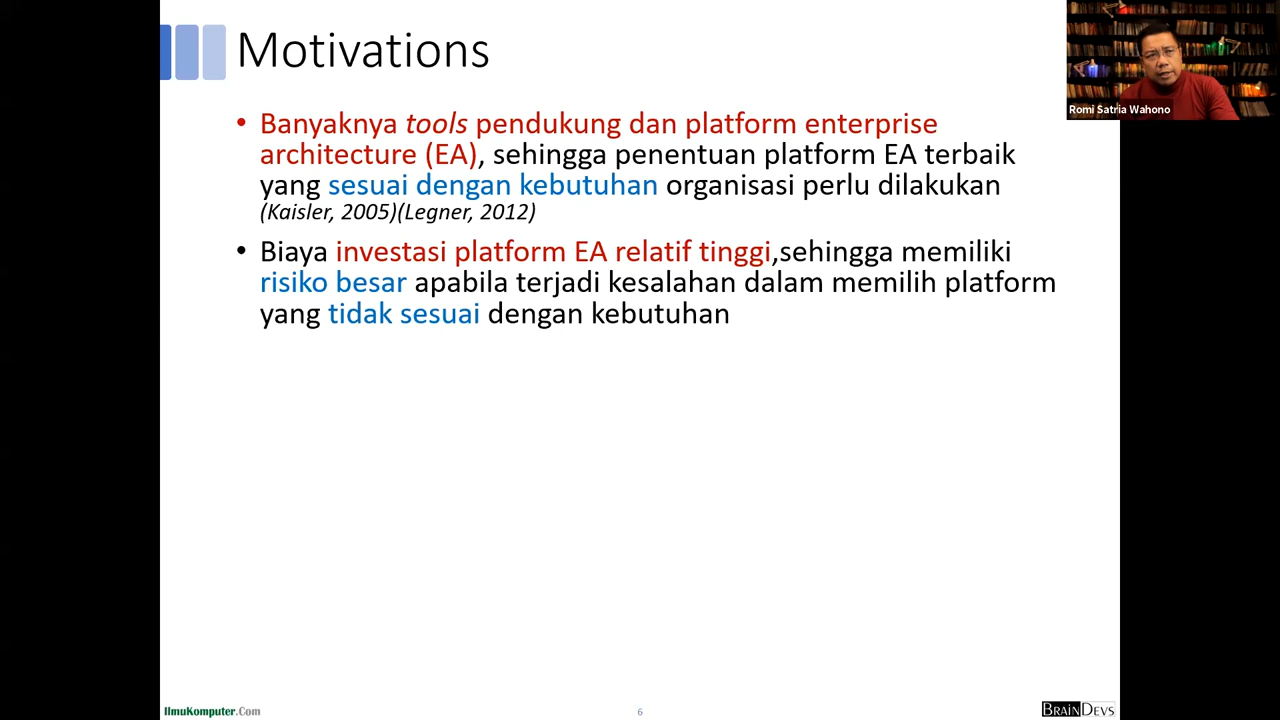 Motivations
Romi Satria Wahono
• Banyaknya tools pendukung dan platform enterprise
architecture (EA), sehingga penentuan platform EA terbaik
yang sesuai dengan kebutuhan organisasi perlu dilakukan
(Kaisler, 2005)(Legner, 2012)
• Biaya investasi platform EA relatif tinggi,sehingga memiliki
risiko besar apabila terjadi kesalahan dalam memilih platform
yang tidak sesuai dengan kebutuhan
IlmuKomputer.Com
6
BRAINDEVS